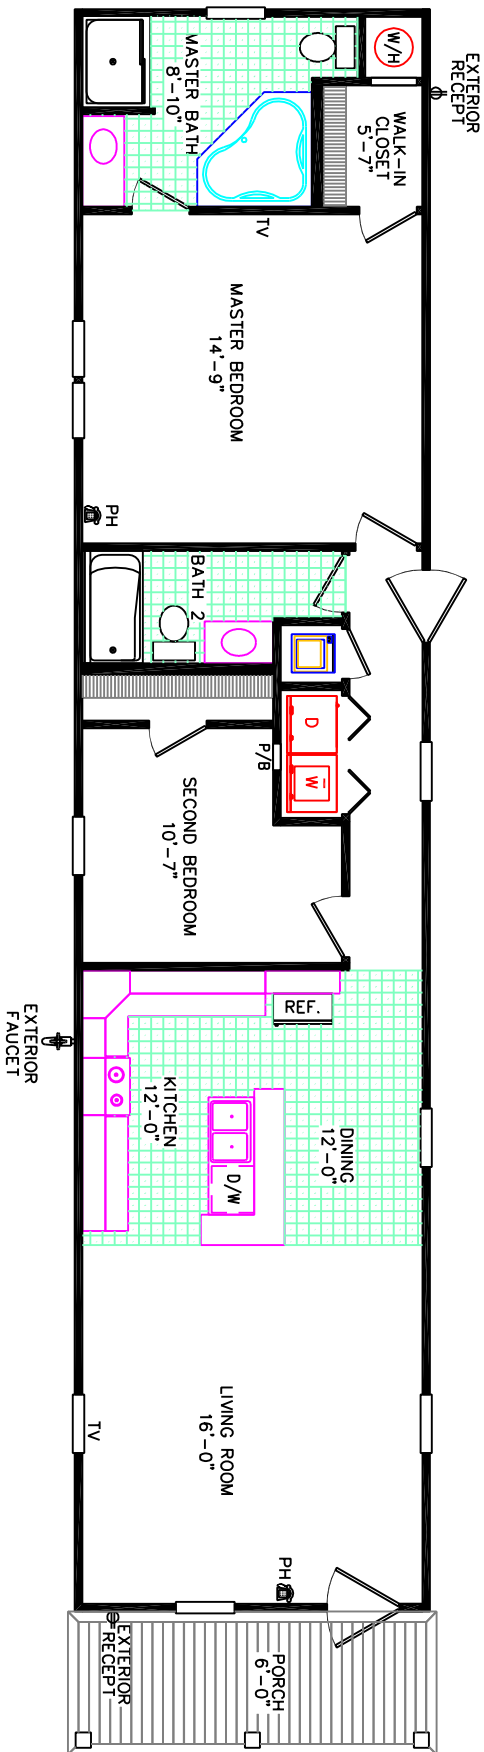 EXTERIOR
RECEPT
W/H
WALK-IN
CLOSET
5'-7"
MASTER BATH
8'-10"
TV
MASTER BEDROOM
14'-9"
PH
BATH 2
D
W
P/B
SECOND BEDROOM
10'-7"
REF.
EXTERIOR
FAUCET
KITCHEN
12'-0"
DINING
12'-0"
D/W
LIVING ROOM
16'-0"
TV
PH
EXTERIOR
RECEPT
PORCH
6'-0"